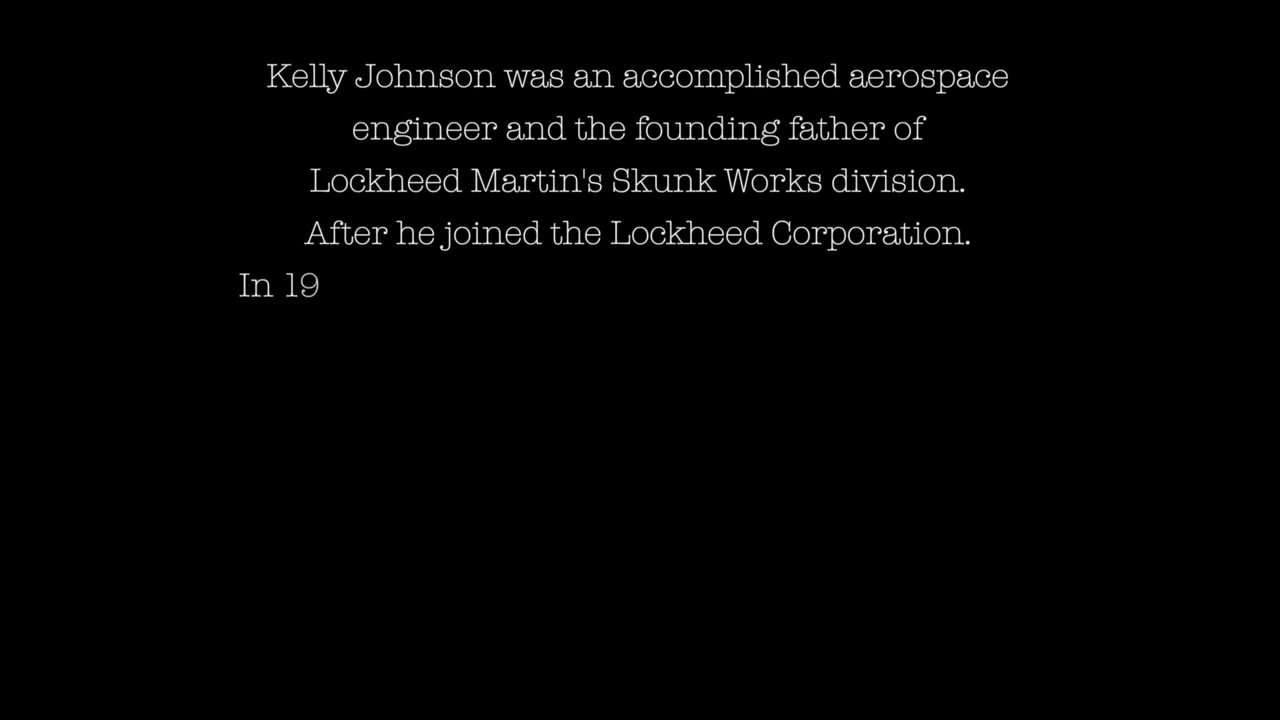 Kelly Johnson was an accomplished aerospace
engineer and the founding father of
Lockheed Martin's Skunk Works division.
After he joined the Lockheed Corporation.
In 19